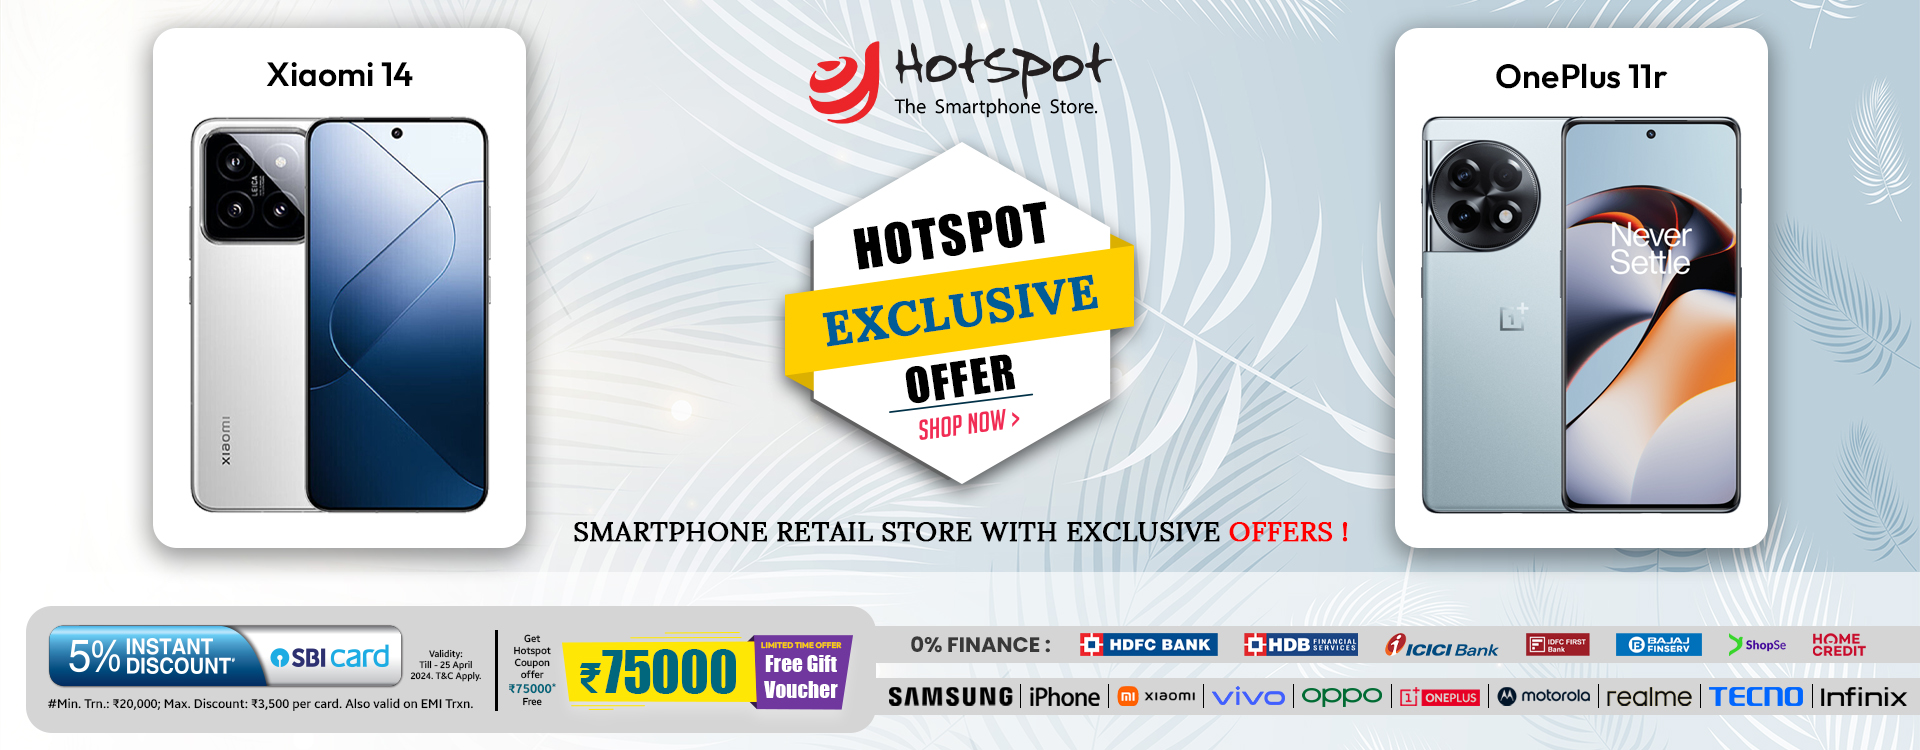 Xiaomi 14
LEICA
xiaomi
Hotspot
The Smartphone Store.
HOTSPOT
EXCLUSIVE
OFFER
SHOP NOW >
SMARTPHONE RETAIL STORE WITH EXCLUSIVE OFFERS !
OnePlus 11r
Never
Settle
5% INSTANT
DISCOUNT#
SBI card
Validity:
Till - 25 April
2024. T&C Apply.
#Min. Trn.: ₹20,000; Max. Discount: ₹3,500 per card. Also valid on EMI Trxn.
Get
Hotspot
Coupon
offer
₹75000*
Free
₹75000
LIMITED TIME OFFER
Free Gift
Voucher
0% FINANCE :
HDFC BANK
HDB FINANCIAL
SERVICES
ICICI Bank
IDFC FIRST
Bank
BAJAJ
FINSERV
ShopSe
HOME
CREDIT
SAMSUNG
iPhone
mi xiaomi
vivo
oppo
1+ ONEPLUS
motorola
realme
TECNO
Infinix